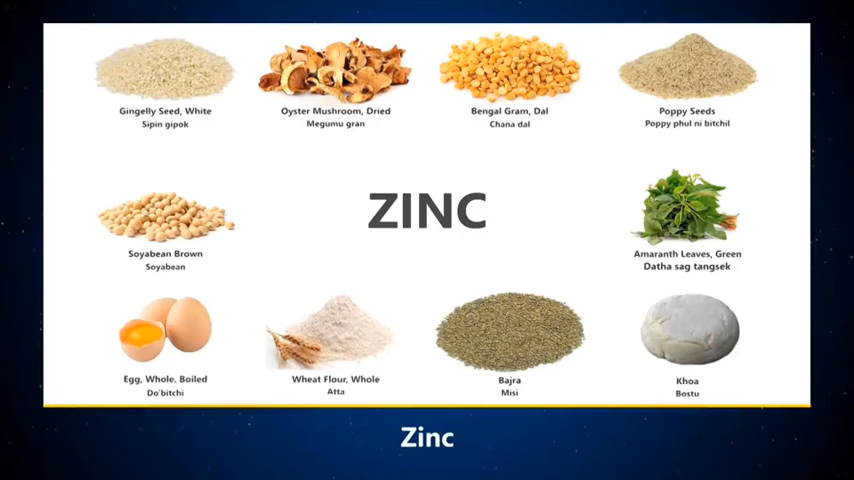 Gingelly Seed, White
Sipin gipok
Oyster Mushroom, Dried
Megumu gran
Bengal Gram, Dal
Chana dal
Poppy Seeds
Poppy phul ni bitchil
ZINC
Soyabean Brown
Soyabean
Amaranth Leaves, Green
Datha sag tangsek
Egg, Whole. Boiled
Do'bitchi
Wheat Flour, Whole
Atta
Bajra
Misi
Khoa
Bostu
Zinc